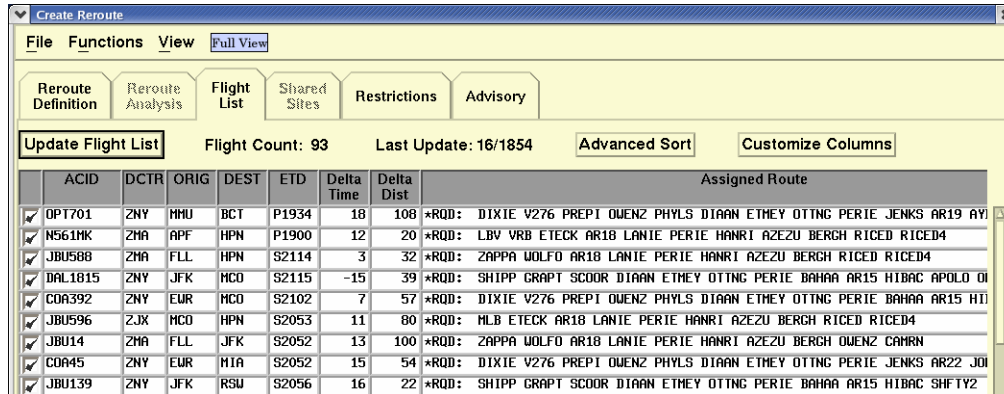 Create Reroute
File Functions View Full View
Reroute Definition Reroute Analysis Flight List Shared Sites Restrictions Advisory
Update Flight List Flight Count: 93 Last Update: 16/1854 Advanced Sort Customize Columns
ACID DCTR ORIG DEST ETD Delta Time Delta Dist Assigned Route
OPT701 ZNY MMU BCT P1934 18 108 *RQD: DIXIE V276 PREPI OWENZ PHYLS DIAAN ETMEY OTTNG PERIE JENKS AR19
N561MK ZMA APF HPN P1900 12 20 *RQD: LBV VRB ETECK AR18 LANIE PERIE HANRI AZEZU BERGH RICED RICED4
JBU588 ZMA FLL HPN S2114 3 32 *RQD: ZAPPA WOLFO AR18 LANIE PERIE HANRI AZEZU BERGH RICED RICED4
DAL1815 ZNY JFK MCO S2115 -15 39 *RQD: SHIPP GRAPT SCOOR DIAAN ETMEY OTTNG PERIE BAHAA AR15 HIBAC APOLO
COA392 ZNY EWR MCO S2102 7 57 *RQD: DIXIE V276 PREPI OWENZ PHYLS DIAAN ETMEY OTTNG PERIE BAHAA AR15
JBU596 ZJX MCO HPN S2053 11 80 *RQD: MLB ETECK AR18 LANIE PERIE HANRI AZEZU BERGH RICED RICED4
JBU14 ZMA FLL JFK S2052 13 100 *RQD: ZAPPA WOLFO AR18 LANIE PERIE HANRI AZEZU BERGH OWENZ CAMRN
COA45 ZNY EWR MIA S2052 15 54 *RQD: DIXIE V276 PREPI OWENZ PHYLS DIAAN ETMEY OTTNG PERIE JENKS AR22
JBU139 ZNY JFK RSW S2056 16 22 *RQD: SHIPP GRAPT SCOOR DIAAN ETMEY OTTNG PERIE BAHAA AR15 HIBAC SHFTY2